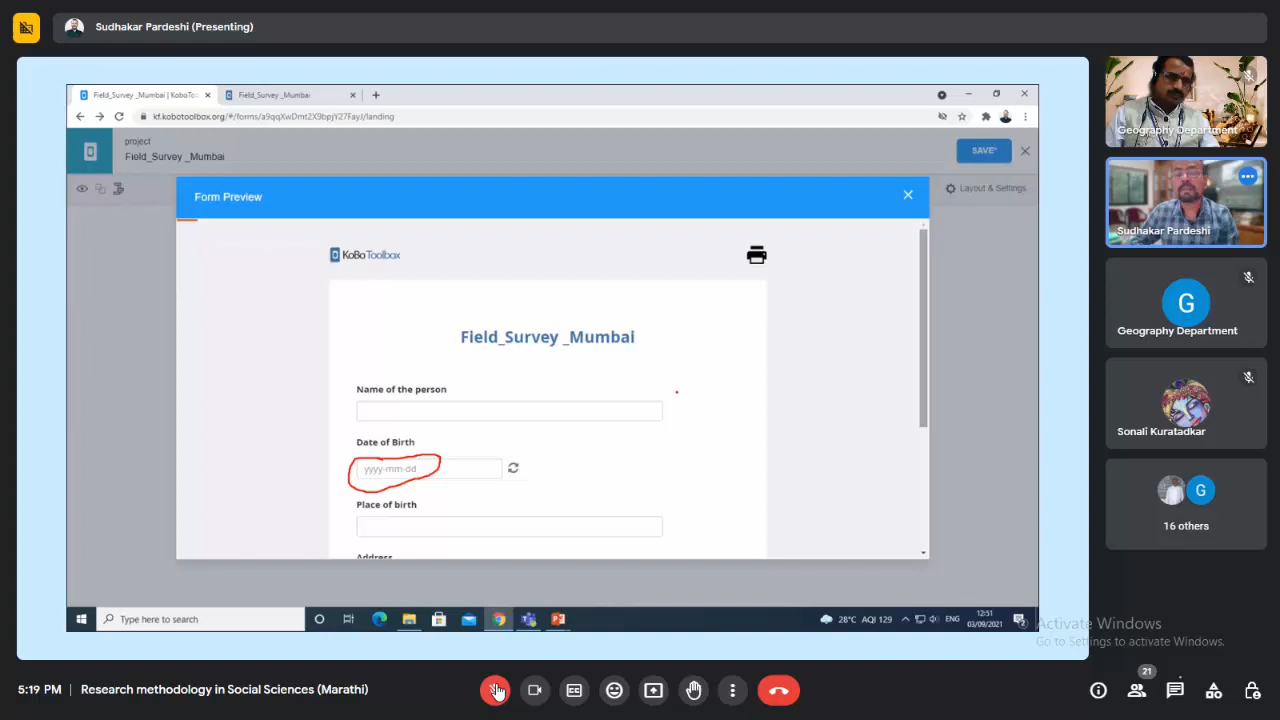 Sudhakar Pardeshi (Presenting)
Field_Survey _Mumbai | KoBoTo
Field_Survey _Mumbai
kf.kobotoolbox.org/#/forms/a9qqXwDmt2X9bpjY27FayJ/landing
project
Field_Survey _Mumbai
SAVE*
Layout & Settings
Form Preview
KoBoToolbox
Field_Survey _Mumbai
Name of the person
Date of Birth
yyyy-mm-dd
Place of birth
Address
Type here to search
28°C AQI 129
ENG
12:51
03/09/2021
Geography Department
Sudhakar Pardeshi
G
Geography Department
Sonali Kuratadkar
G
16 others
Activate Windows
Go to Settings to activate Windows.
5:19 PM
Research methodology in Social Sciences (Marathi)
CC
21